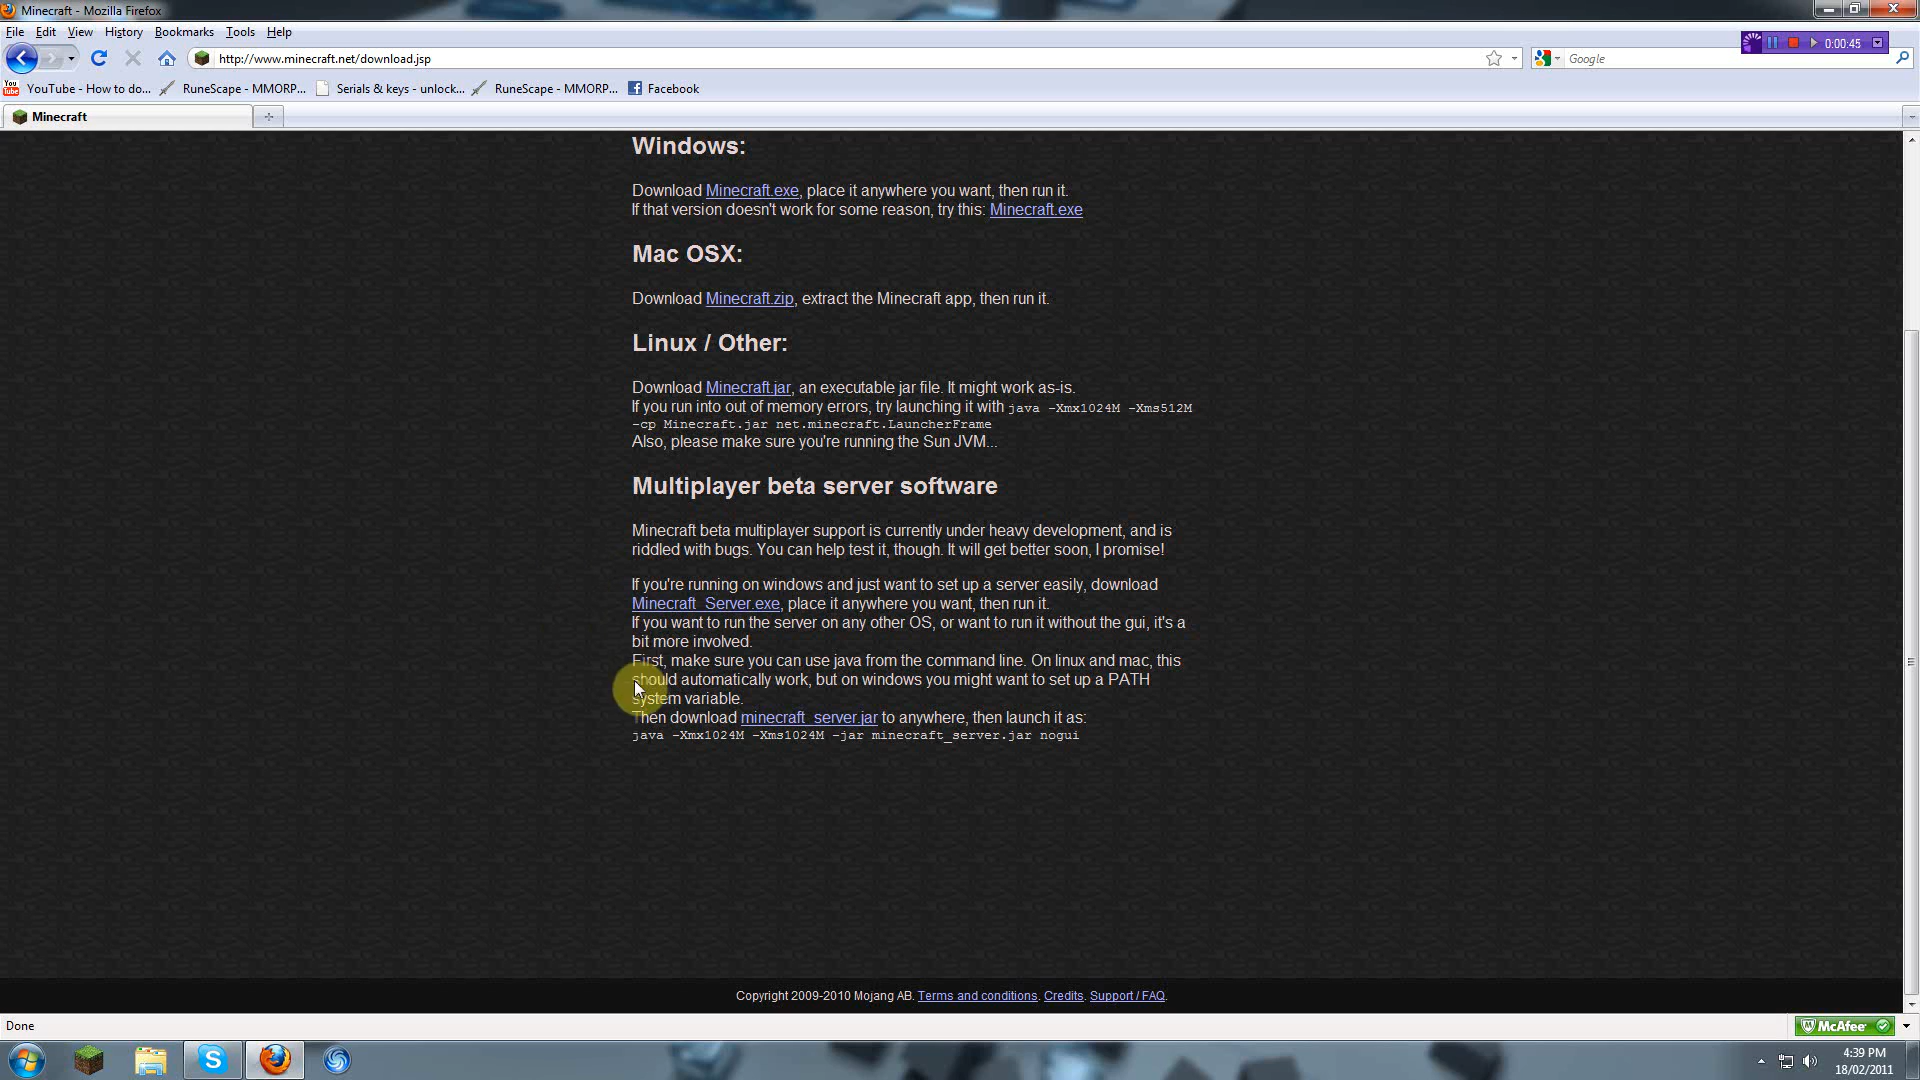 Minecraft - Mozilla Firefox
File Edit View History Bookmarks Tools Help
0:00:45
http://www.minecraft.net/download.jsp
Google
You Tube
YouTube - How to do... RuneScape - MMORP... Serials & keys - unlock... RuneScape - MMORP... Facebook
Minecraft
Windows:
Download Minecraft.exe, place it anywhere you want, then run it.
If that version doesn't work for some reason, try this: Minecraft.exe
Mac OSX:
Download Minecraft.zip, extract the Minecraft app, then run it.
Linux / Other:
Download Minecraft.jar, an executable jar file. It might work as-is.
If you run into out of memory errors, try launching it with java -Xmx1024M -Xms512M
-cp Minecraft.jar net.minecraft.LauncherFrame
Also, please make sure you're running the Sun JVM...
Multiplayer beta server software
Minecraft beta multiplayer support is currently under heavy development, and is
riddled with bugs. You can help test it, though. It will get better soon, I promise!
If you're running on windows and just want to set up a server easily, download
Minecraft_Server.exe, place it anywhere you want, then run it.
If you want to run the server on any other OS, or want to run it without the gui, it's a
bit more involved.
First, make sure you can use java from the command line. On linux and mac, this
should automatically work, but on windows you might want to set up a PATH
system variable.
Then download minecraft_server.jar to anywhere, then launch it as:
java -Xmx1024M -Xms1024M -jar minecraft_server.jar nogui
Copyright 2009-2010 Mojang AB. Terms and conditions. Credits. Support / FAQ.
Done
McAfee
4:39 PM
18/02/2011